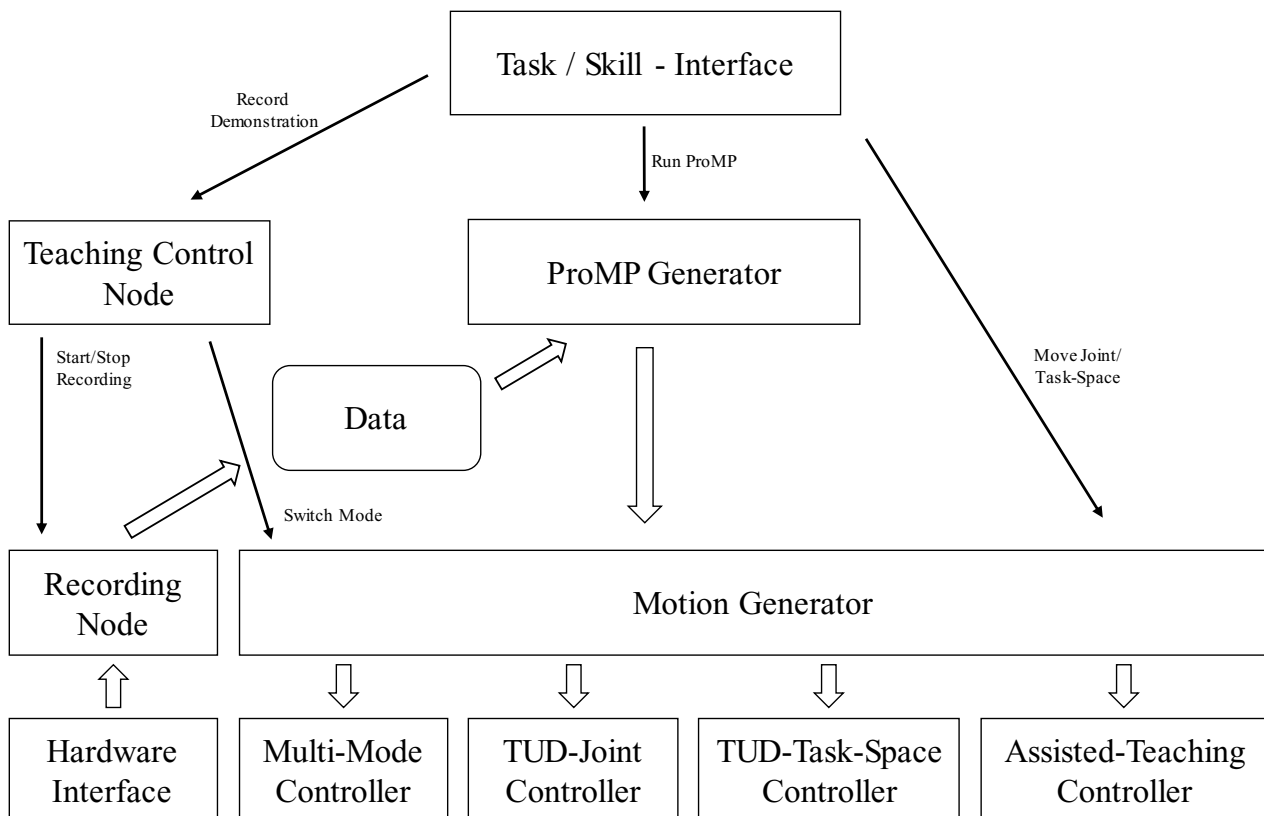 Task / Skill - Interface
Record
Demonstration
Run ProMP
Teaching Control
Node
ProMP Generator
Start/Stop
Recording
Move Joint/
Task-Space
Data
Switch Mode
Recording
Node
Motion Generator
Hardware
Interface
Multi-Mode
Controller
TUD-Joint
Controller
TUD-Task-Space
Controller
Assisted-Teaching
Controller